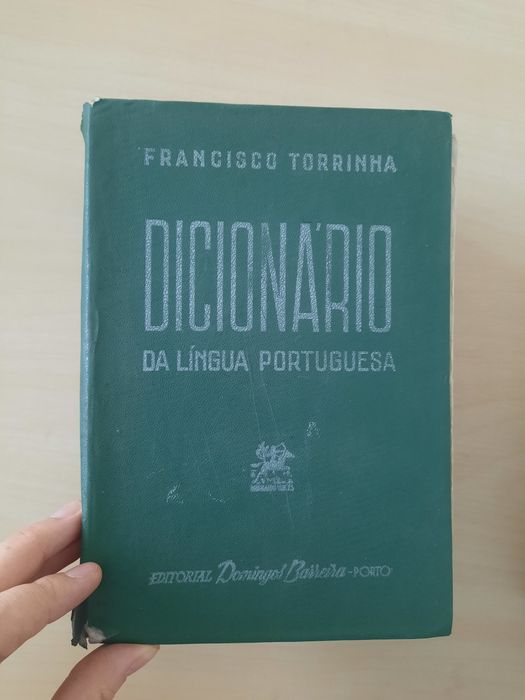 FRANCISCO TORRINHA
DICIONÁRIO
DA LÍNGUA PORTUGUESA
EDITORIAL Domingos Barreira -PORTO-